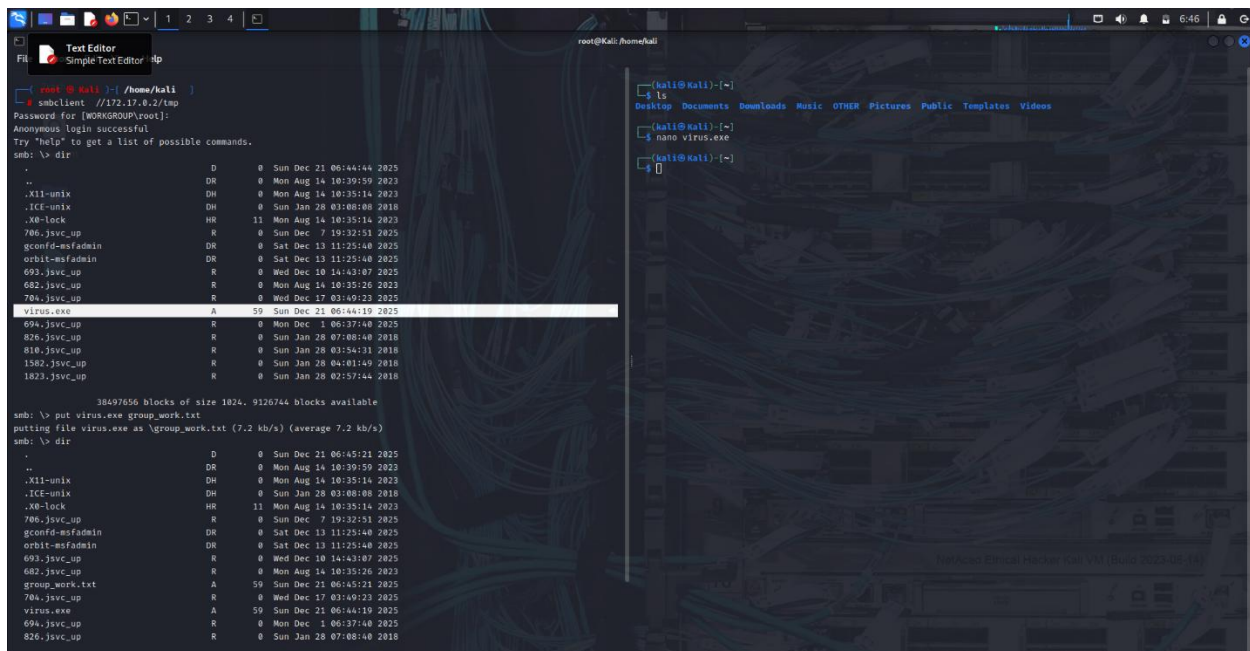 1 2 3 4
6:46
Text Editor
Simple Text Editor
File
Help
root@Kali: /home/kali
(root㉿Kali)-[/home/kali]
# smbclient //172.17.0.2/tmp
Password for [WORKGROUP\root]:
Anonymous login successful
Try "help" to get a list of possible commands.
smb: \> dir
. D 0 Sun Dec 21 06:44:44 2025
.. DR 0 Mon Aug 14 10:39:59 2023
.X11-unix DH 0 Mon Aug 14 10:35:14 2023
.ICE-unix DH 0 Sun Jan 28 03:08:08 2018
.X0-lock HR 11 Mon Aug 14 10:35:14 2023
706.jsvc_up R 0 Sun Dec 7 19:32:51 2025
gconfd-msfadmin DR 0 Sat Dec 13 11:25:40 2025
orbit-msfadmin DR 0 Sat Dec 13 11:25:40 2025
693.jsvc_up R 0 Wed Dec 10 14:43:07 2025
682.jsvc_up R 0 Mon Aug 14 10:35:26 2023
704.jsvc_up R 0 Wed Dec 17 03:49:23 2025
virus.exe A 59 Sun Dec 21 06:44:19 2025
694.jsvc_up R 0 Mon Dec 1 06:37:40 2025
826.jsvc_up R 0 Sun Jan 28 07:08:40 2018
810.jsvc_up R 0 Sun Jan 28 03:54:31 2018
1582.jsvc_up R 0 Sun Jan 28 04:01:49 2018
1823.jsvc_up R 0 Sun Jan 28 02:57:44 2018
38497656 blocks of size 1024. 9126744 blocks available
smb: \> put virus.exe group_work.txt
putting file virus.exe as \group_work.txt (7.2 kb/s) (average 7.2 kb/s)
smb: \> dir
. D 0 Sun Dec 21 06:45:21 2025
.. DR 0 Mon Aug 14 10:39:59 2023
.X11-unix DH 0 Mon Aug 14 10:35:14 2023
.ICE-unix DH 0 Sun Jan 28 03:08:08 2018
.X0-lock HR 11 Mon Aug 14 10:35:14 2023
706.jsvc_up R 0 Sun Dec 7 19:32:51 2025
gconfd-msfadmin DR 0 Sat Dec 13 11:25:40 2025
orbit-msfadmin DR 0 Sat Dec 13 11:25:40 2025
693.jsvc_up R 0 Wed Dec 10 14:43:07 2025
682.jsvc_up R 0 Mon Aug 14 10:35:26 2023
group_work.txt A 59 Sun Dec 21 06:45:21 2025
704.jsvc_up R 0 Wed Dec 17 03:49:23 2025
virus.exe A 59 Sun Dec 21 06:44:19 2025
694.jsvc_up R 0 Mon Dec 1 06:37:40 2025
826.jsvc_up R 0 Sun Jan 28 07:08:40 2018
(kali㉿Kali)-[~]
$ ls
Desktop Documents Downloads Music OTHER Pictures Public Templates Videos
(kali㉿Kali)-[~]
$ nano virus.exe
(kali㉿Kali)-[~]
$
NetAcad Ethical Hacker Kali VM (Build 2023-08-14)